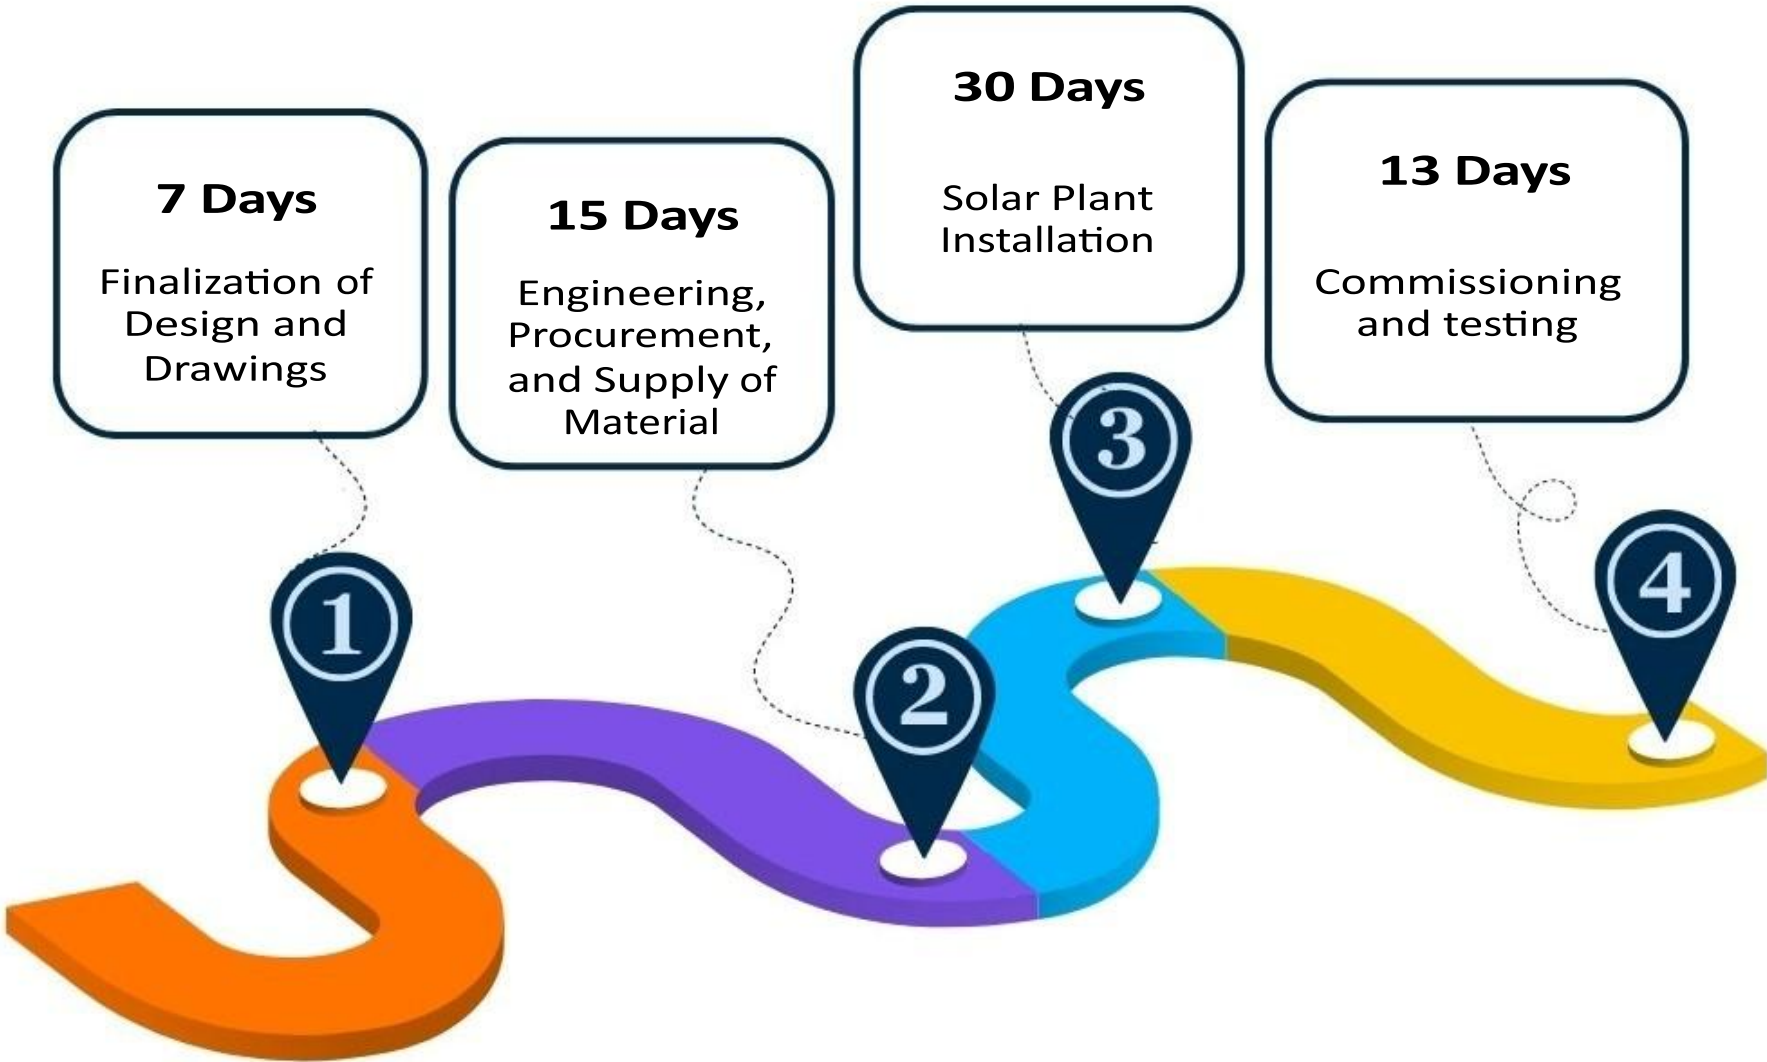 7 Days
Finalization of
Design and
Drawings
15 Days
Engineering,
Procurement,
and Supply of
Material
30 Days
Solar Plant
Installation
13 Days
Commissioning
and testing
1
2
3
4